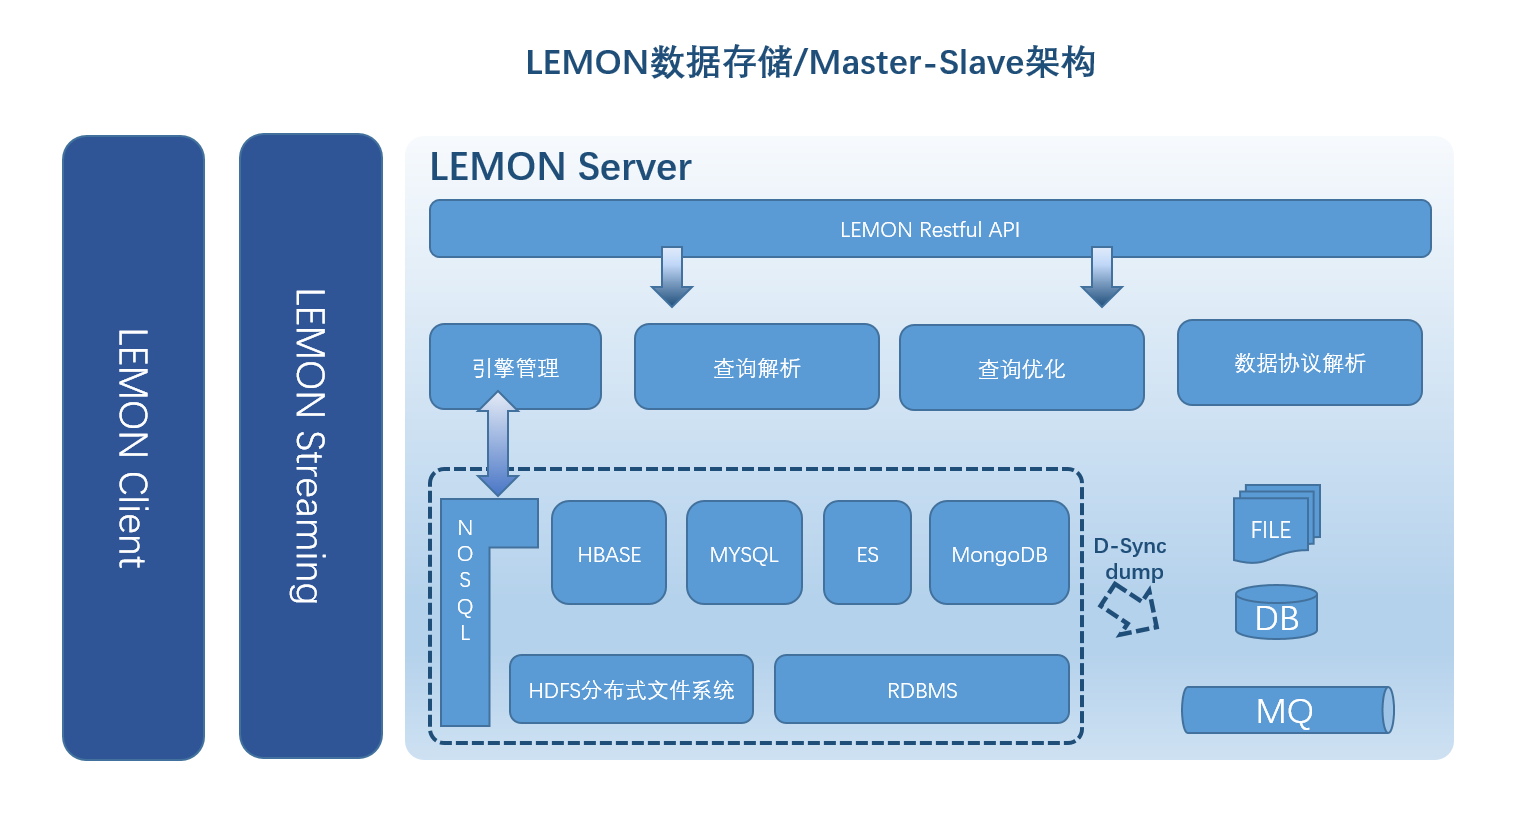 LEMON数据存储/Master-Slave架构
LEMON Client
LEMON Streaming
LEMON Server
LEMON Restful API
引擎管理
查询解析
查询优化
数据协议解析
N
O
S
Q
L
HBASE
MYSQL
ES
MongoDB
D-Sync
dump
FILE
DB
HDFS分布式文件系统
RDBMS
MQ